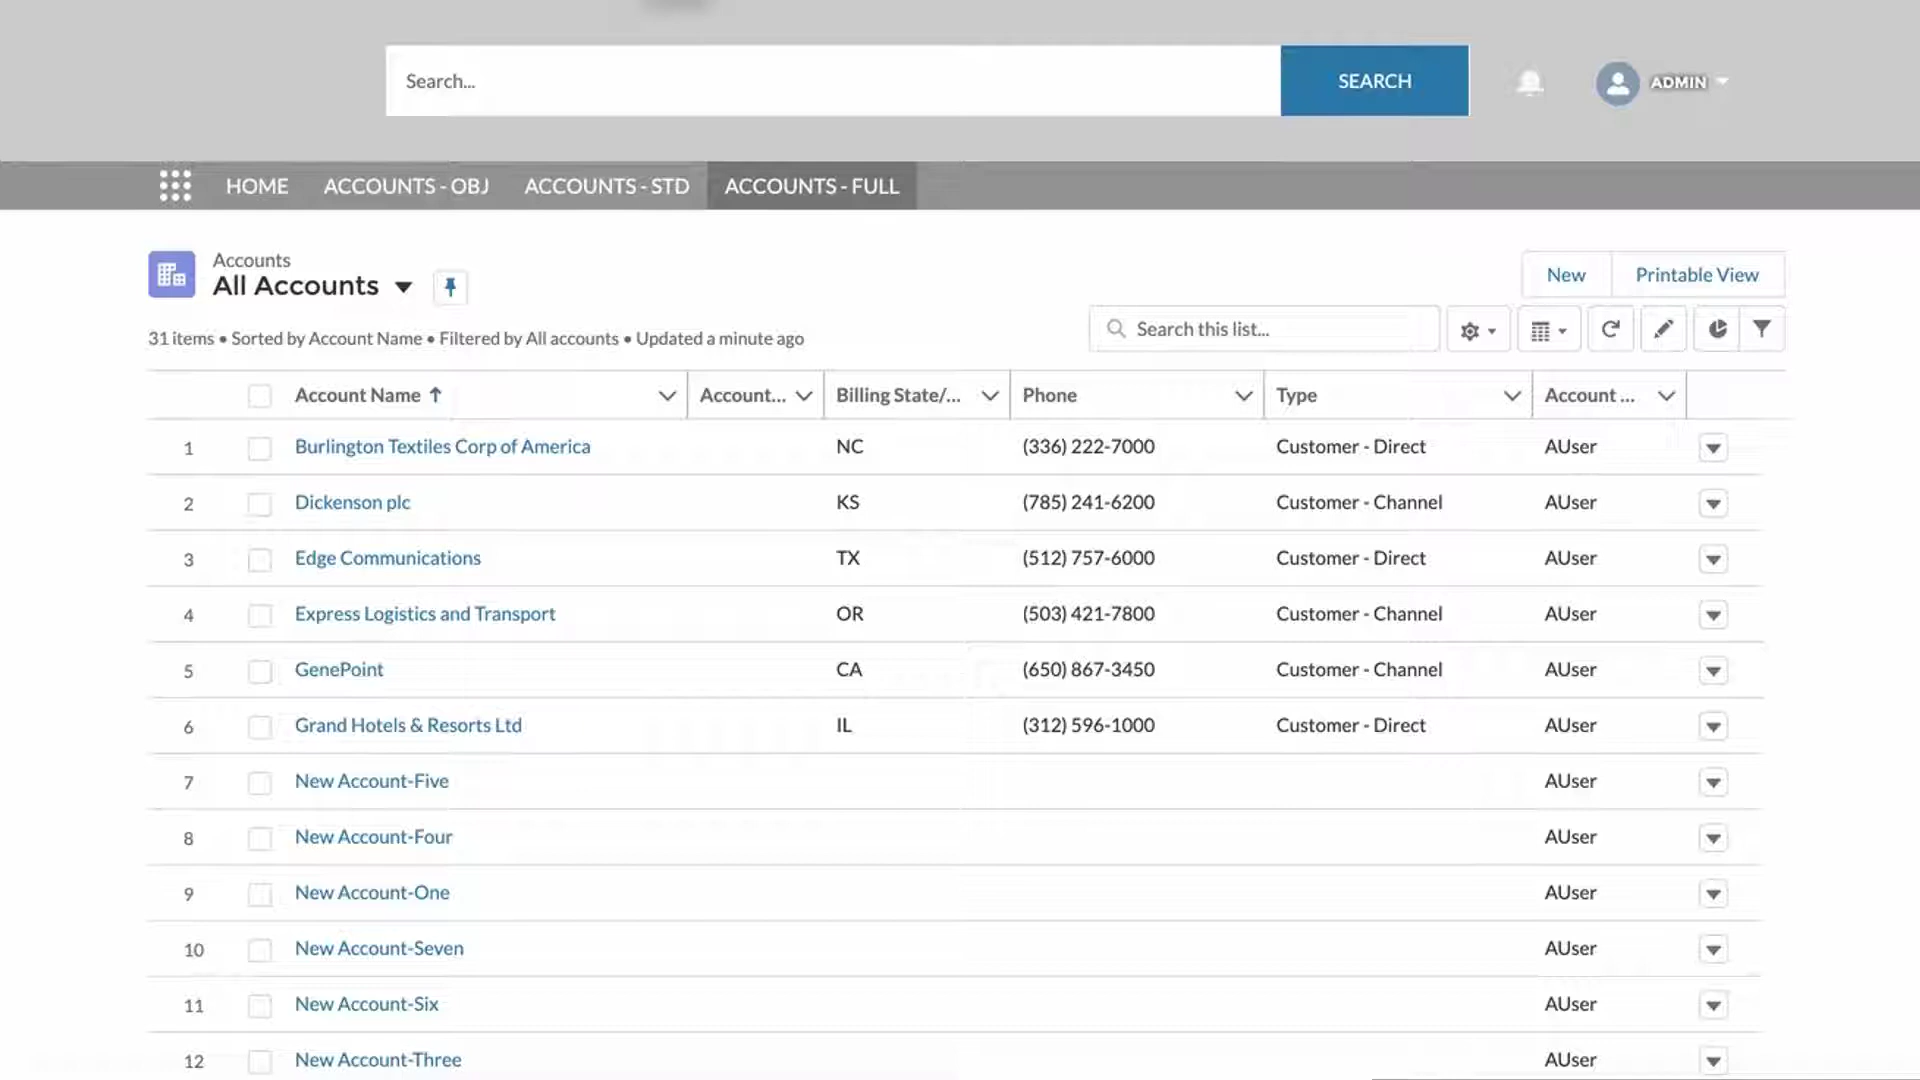 Search...
SEARCH
ADMIN
HOME
ACCOUNTS - OBJ
ACCOUNTS - STD
ACCOUNTS - FULL
Accounts
All Accounts
New
Printable View
31 items • Sorted by Account Name • Filtered by All accounts • Updated a minute ago
Search this list...
Account Name Account... Billing State/... Phone Type Account ...
1 Burlington Textiles Corp of America NC (336) 222-7000 Customer - Direct AUser
2 Dickenson plc KS (785) 241-6200 Customer - Channel AUser
3 Edge Communications TX (512) 757-6000 Customer - Direct AUser
4 Express Logistics and Transport OR (503) 421-7800 Customer - Channel AUser
5 GenePoint CA (650) 867-3450 Customer - Channel AUser
6 Grand Hotels & Resorts Ltd IL (312) 596-1000 Customer - Direct AUser
7 New Account-Five AUser
8 New Account-Four AUser
9 New Account-One AUser
10 New Account-Seven AUser
11 New Account-Six AUser
12 New Account-Three AUser